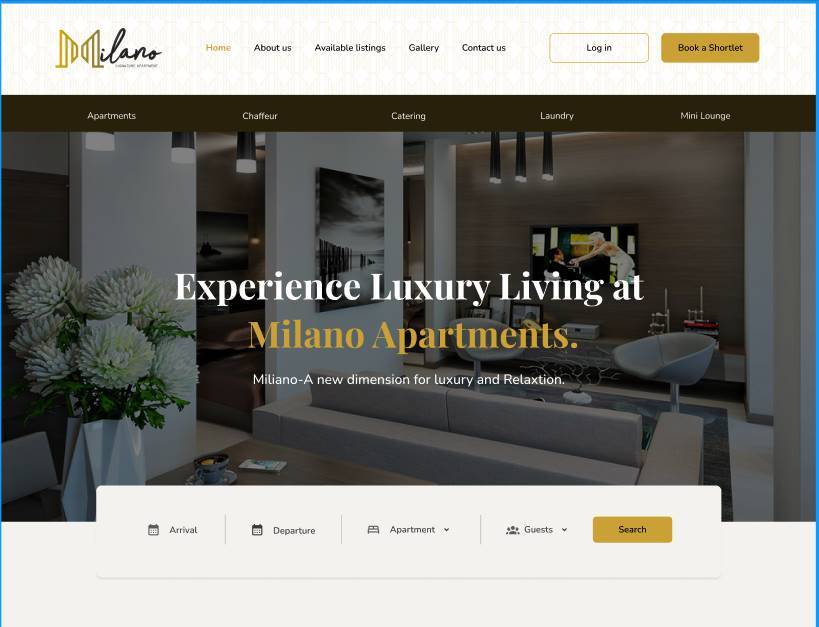 Milano
SIGNATURE APARTMENT
Home
About us
Available listings
Gallery
Contact us
Log in
Book a Shortlet
Apartments
Chaffeur
Catering
Laundry
Mini Lounge
Experience Luxury Living at
Milano Apartments.
Miliano-A new dimension for luxury and Relaxtion.
Arrival
Departure
Apartment
Guests
Search